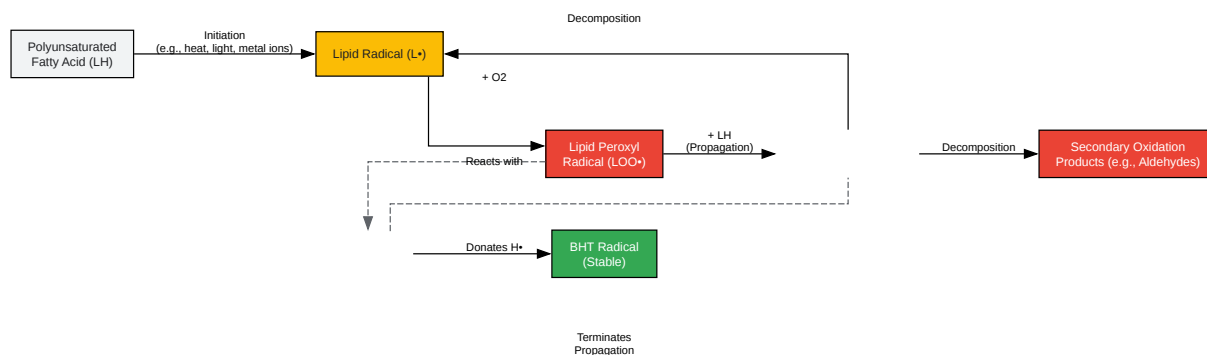 Decomposition
Polyunsaturated
Fatty Acid (LH)
Initiation
(e.g., heat, light, metal ions)
Lipid Radical (L•)
+ O2
Lipid Peroxyl
Radical (LOO•)
+ LH
(Propagation)
Decomposition
Secondary Oxidation
Products (e.g., Aldehydes)
Reacts with
Donates H•
BHT Radical
(Stable)
Terminates
Propagation